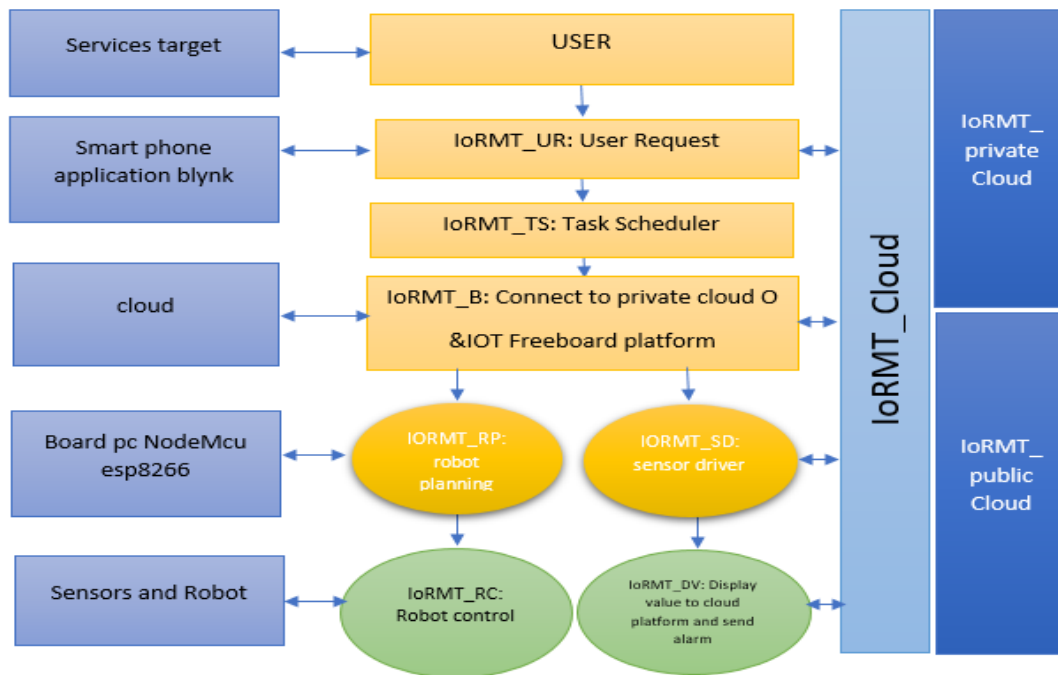 Services target
USER
Smart phone
application blynk
IoRMT_UR: User Request
IoRMT_TS: Task Scheduler
cloud
IoRMT_B: Connect to private cloud O
&IOT Freeboard platform
Board pc NodeMcu
esp8266
IORMT_RP:
robot
planning
IORMT_SD:
sensor driver
Sensors and Robot
IoRMT_RC:
Robot control
IoRMT_DV: Display
value to cloud
platform and send
alarm
IoRMT_Cloud
IoRMT_
private
Cloud
IoRMT_
public
Cloud